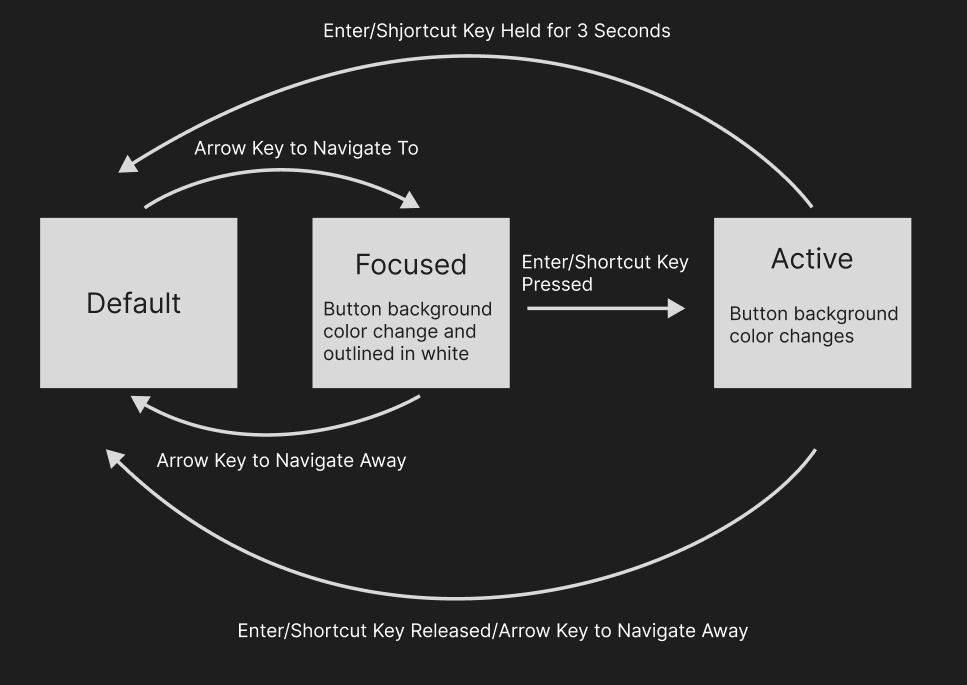 Enter/Shjortcut Key Held for 3 Seconds
Arrow Key to Navigate To
Default
Focused
Button background
color change and
outlined in white
Enter/Shortcut Key
Pressed
Active
Button background
color changes
Arrow Key to Navigate Away
Enter/Shortcut Key Released/Arrow Key to Navigate Away